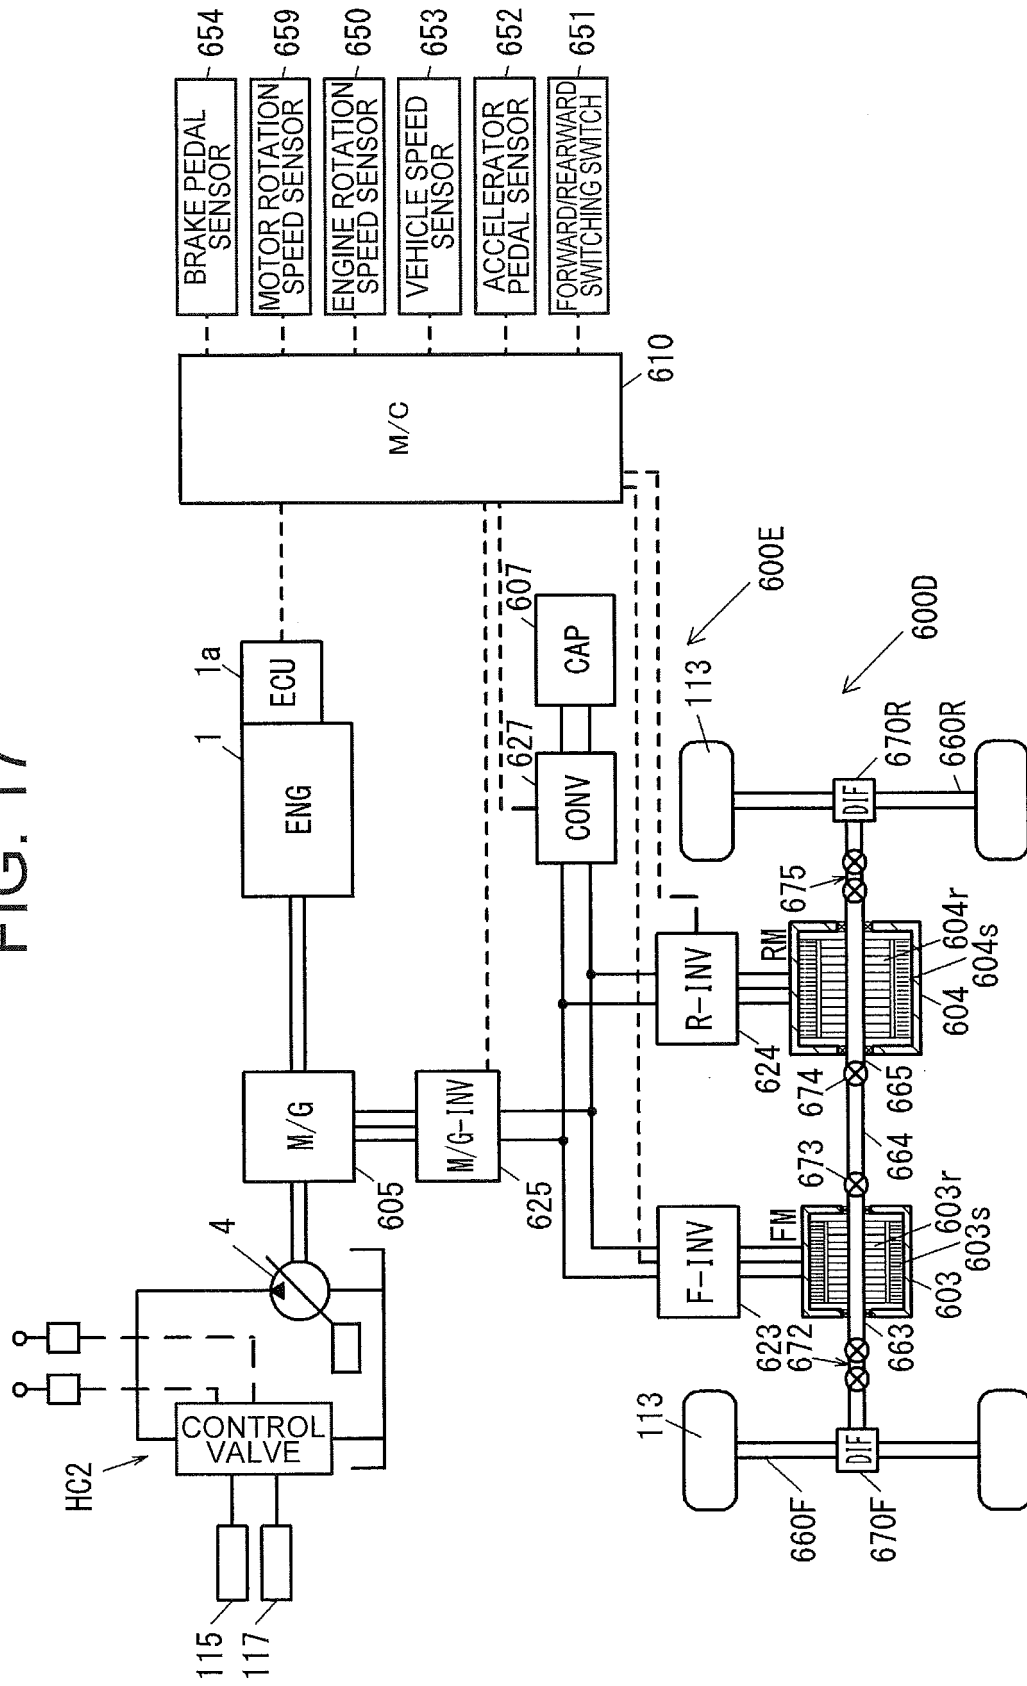 FIG. 17
BRAKE PEDAL
SENSOR
654
MOTOR ROTATION
SPEED SENSOR
659
ENGINE ROTATION
SPEED SENSOR
650
VEHICLE SPEED
SENSOR
653
ACCELERATOR
PEDAL SENSOR
652
FORWARD/REARWARD
SWITCHING SWITCH
651
M/C
610
ECU
1a
ENG
1
M/G
605
M/G-INV
625
4
CONTROL
VALVE
HC2
115
117
CAP
607
CONV
627
600E
600D
R-INV
624
F-INV
623
RM
FM
113
670R
DIF
660R
675
604r
604s
604
665
674
664
673
603r
603s
603
663
672
113
DIF
660F
670F